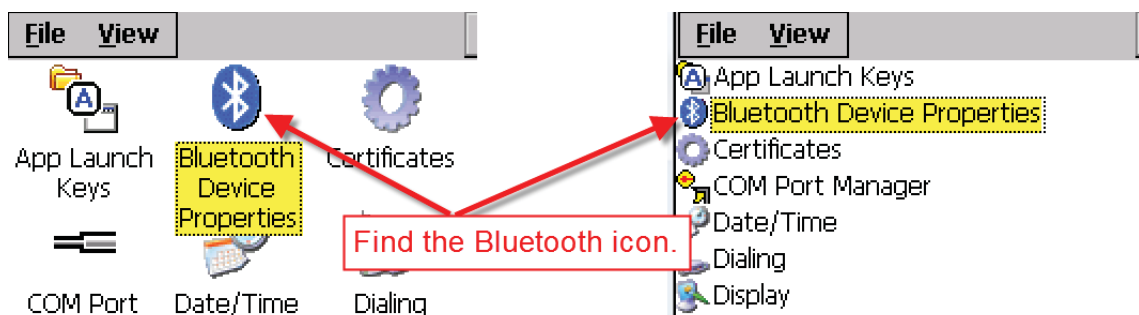 File View
App Launch
Keys
Bluetooth
Device
Properties
Certificates
COM Port
Date/Time
Dialing
Find the Bluetooth icon.
File View
App Launch Keys
Bluetooth Device Properties
Certificates
COM Port Manager
Date/Time
Dialing
Display